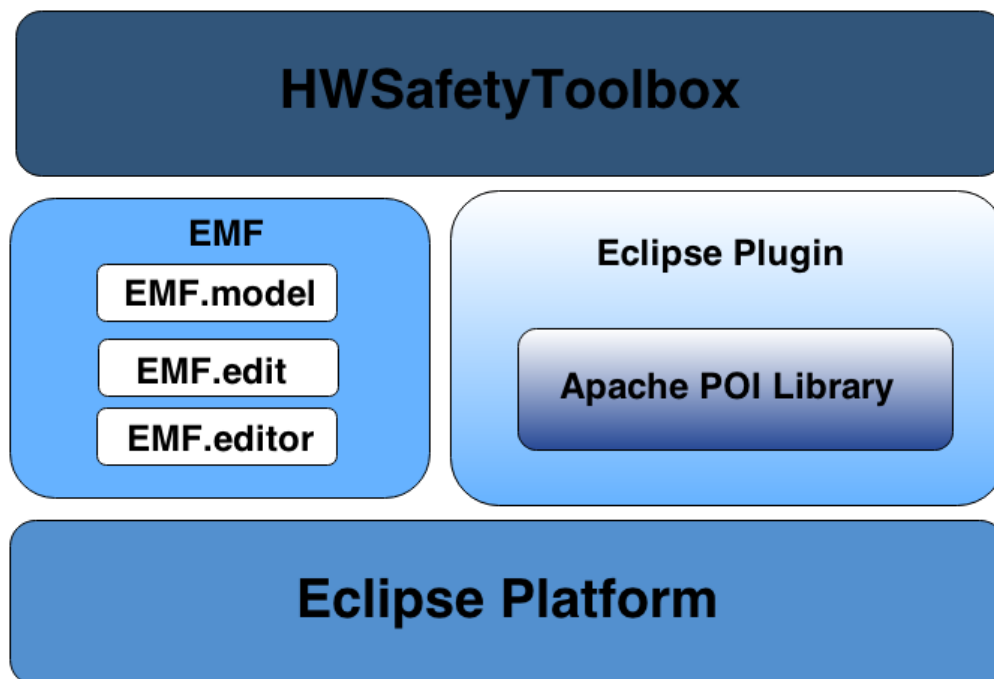 HWSafetyToolbox
EMF
EMF.model
EMF.edit
EMF.editor
Eclipse Plugin
Apache POI Library
Eclipse Platform